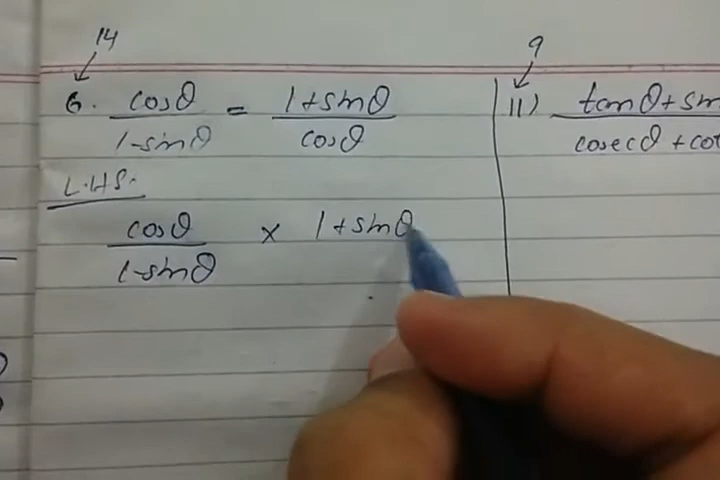 14
6. cosθ / 1-sinθ = 1+sinθ / cosθ
L.HS.
cosθ / 1-sinθ × 1+sinθ
9
11) tanθ+sin
cosecθ+cot